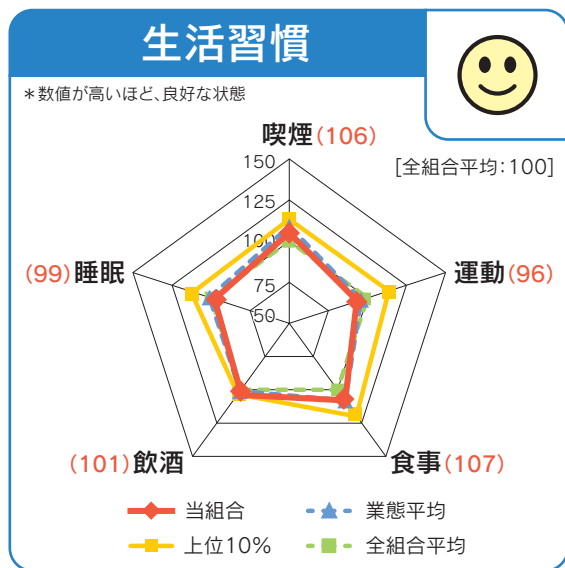 生活習慣
＊数値が高いほど、良好な状態
喫煙(106)
[全組合平均:100]
150
125
100
75
50
(99)睡眠
運動(96)
(101)飲酒
食事(107)
当組合
業態平均
上位10%
全組合平均